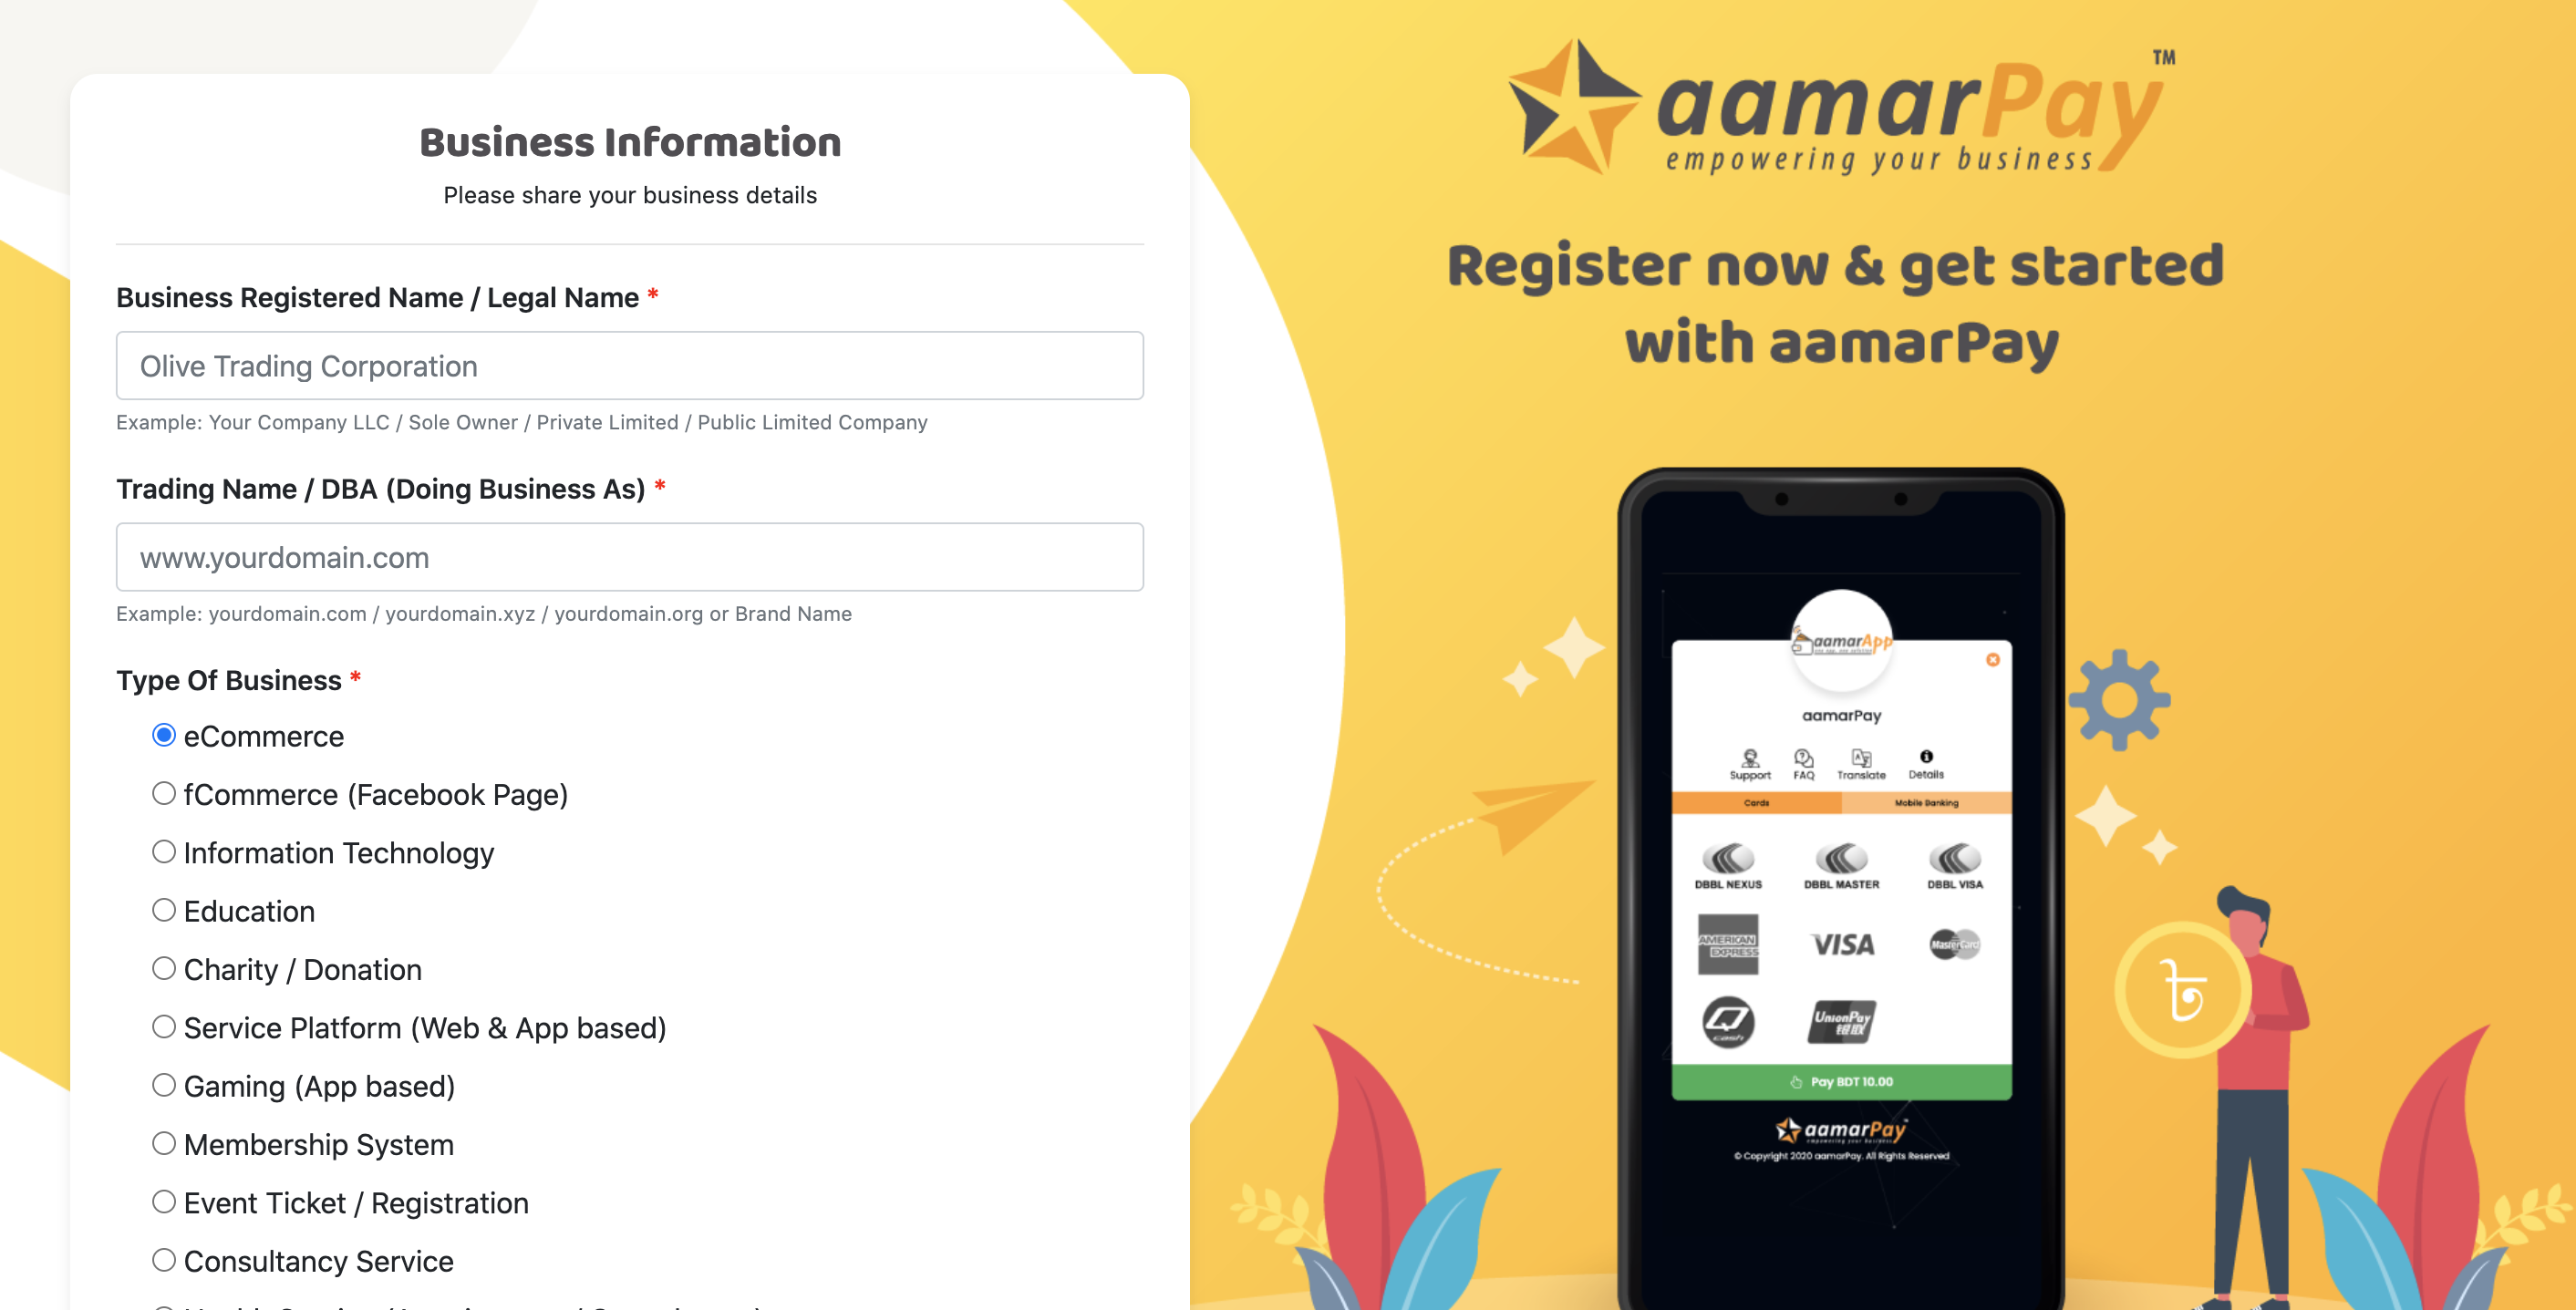 Business Information
Please share your business details
Business Registered Name / Legal Name *
Olive Trading Corporation
Example: Your Company LLC / Sole Owner / Private Limited / Public Limited Company
Trading Name / DBA (Doing Business As) *
www.yourdomain.com
Example: yourdomain.com / yourdomain.xyz / yourdomain.org or Brand Name
Type Of Business *
eCommerce
fCommerce (Facebook Page)
Information Technology
Education
Charity / Donation
Service Platform (Web & App based)
Gaming (App based)
Membership System
Event Ticket / Registration
Consultancy Service
aamarPay TM
empowering your business
Register now & get started
with aamarPay
aamarApp
aamarPay
Support FAQ Translate Details
Cards Mobile Banking
DBBL NEXUS DBBL MASTER DBBL VISA
AMERICAN EXPRESS VISA MasterCard
Q cash UnionPay 银联
Pay BDT 10.00
aamarPay
empowering your business
© Copyright 2020 aamarPay. All Rights Reserved
৳